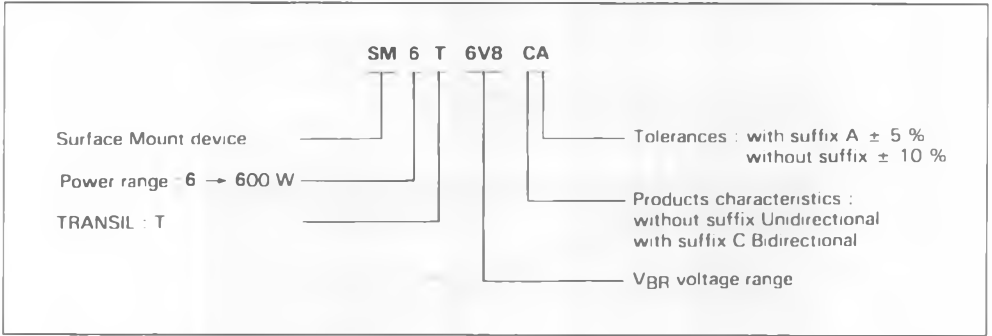 SM 6 T 6V8 CA
Surface Mount device
Power range 6 → 600 W
TRANSIL : T
Tolerances : with suffix A ± 5 %
without suffix ± 10 %
Products characteristics :
without suffix Unidirectional
with suffix C Bidirectional
VBR voltage range